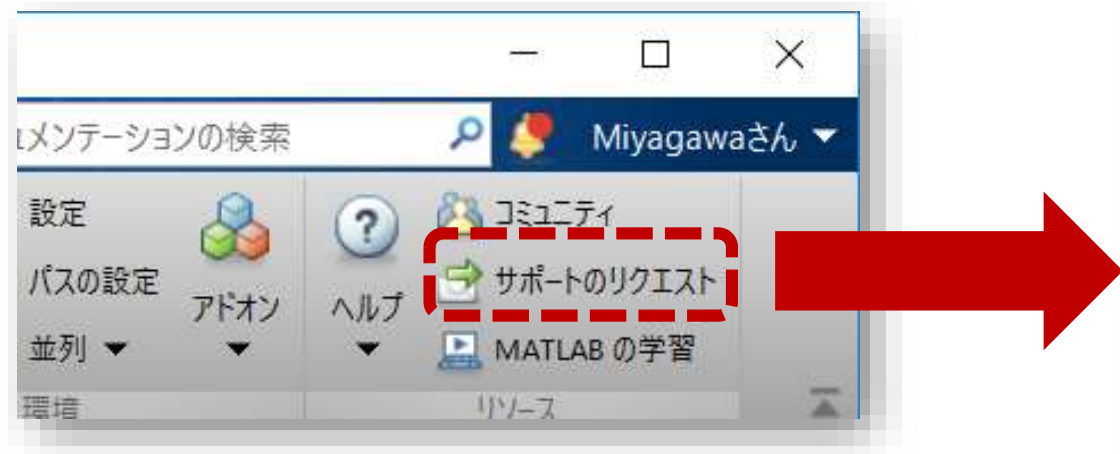 ュメンテーションの検索
Miyagawaさん
設定
パスの設定
並列
アドオン
ヘルプ
コミュニティ
サポートのリクエスト
MATLAB の学習
環境
リソース